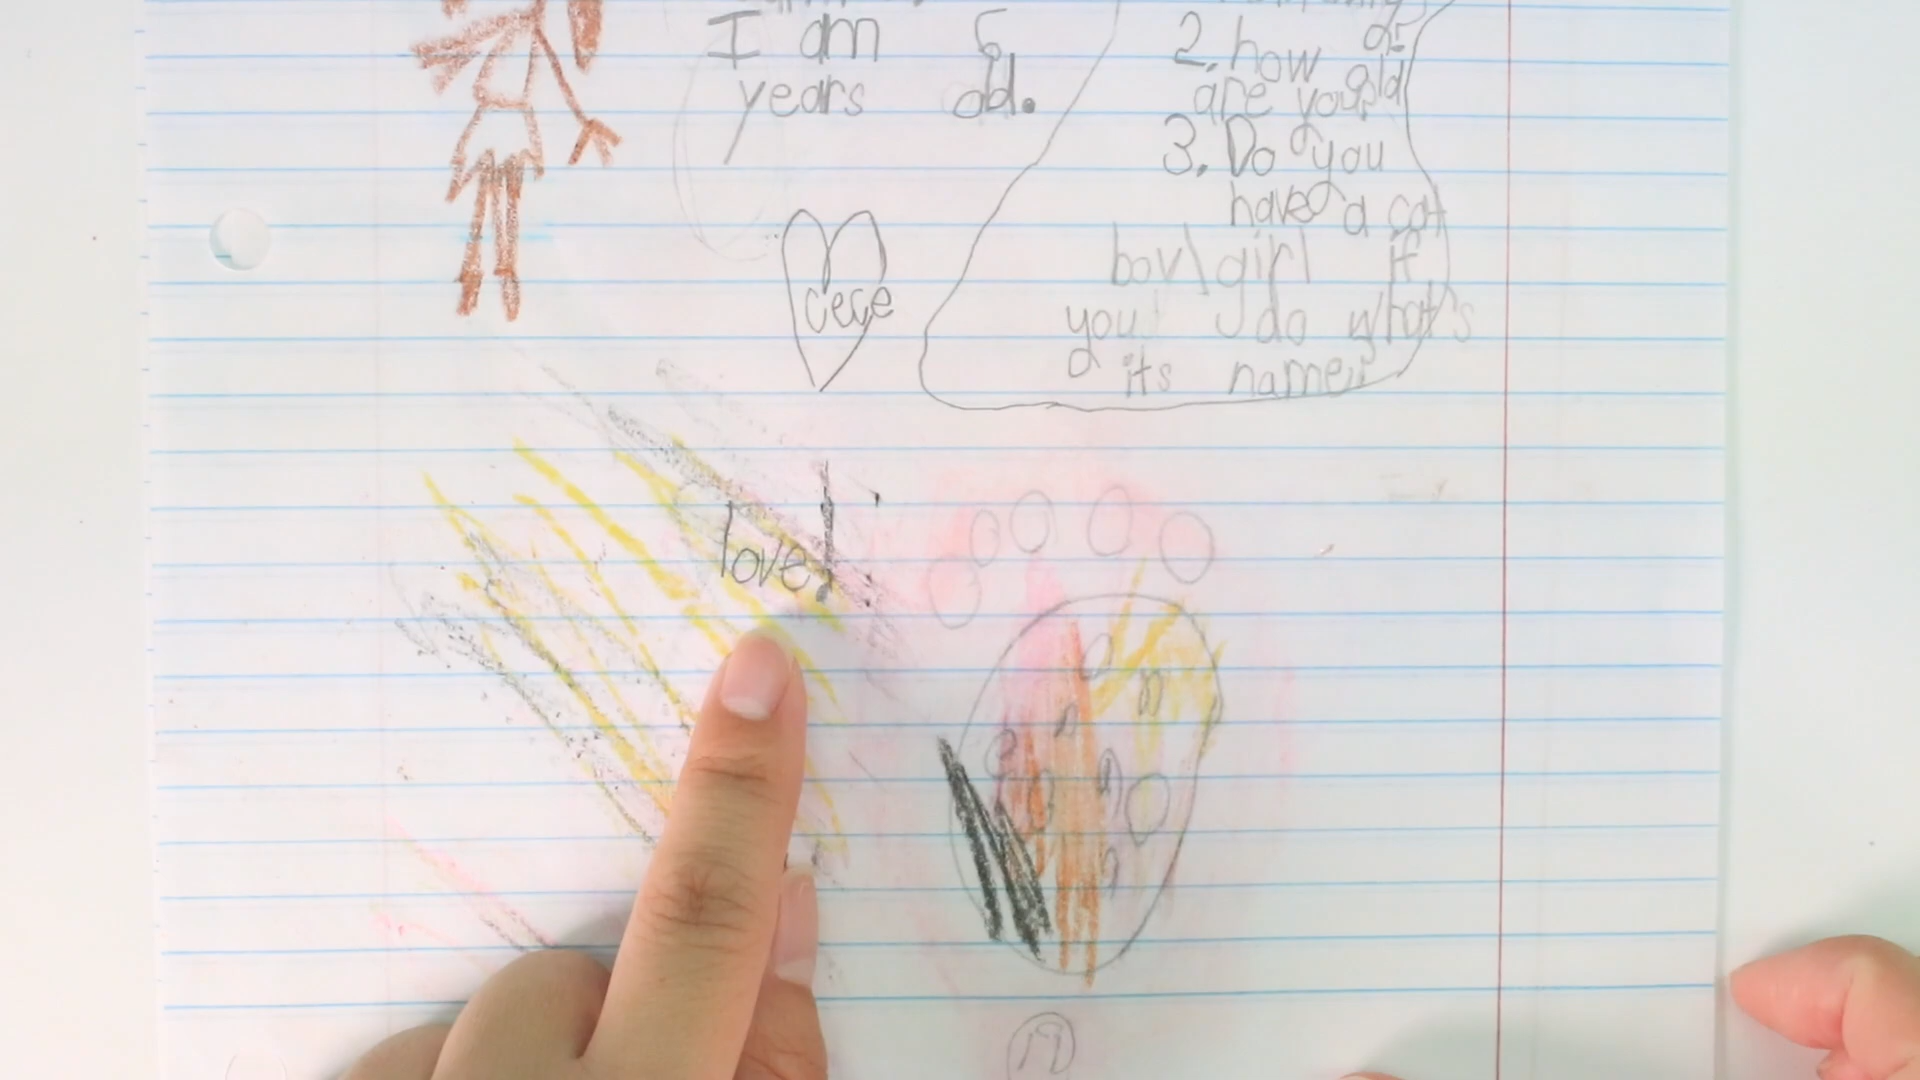 I am 5
years old.
2. how
are you old
3. Do you
have a cat
boy\girl if
you do what's
its name
cece
love!